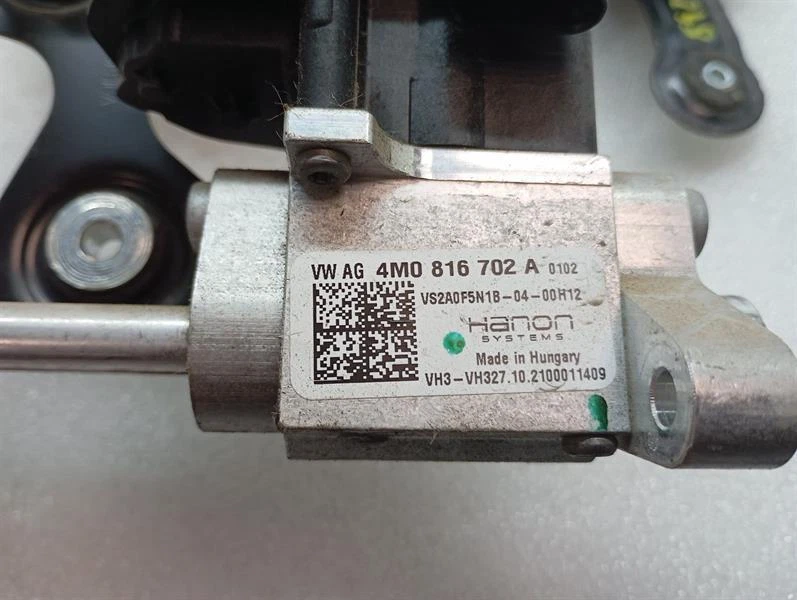 VW AG 4M0 816 702 A 0102
VS2A0F5N1B-04-00H12
Hanon
SYSTEMS
Made in Hungary
VH3-VH327.10.2100011409